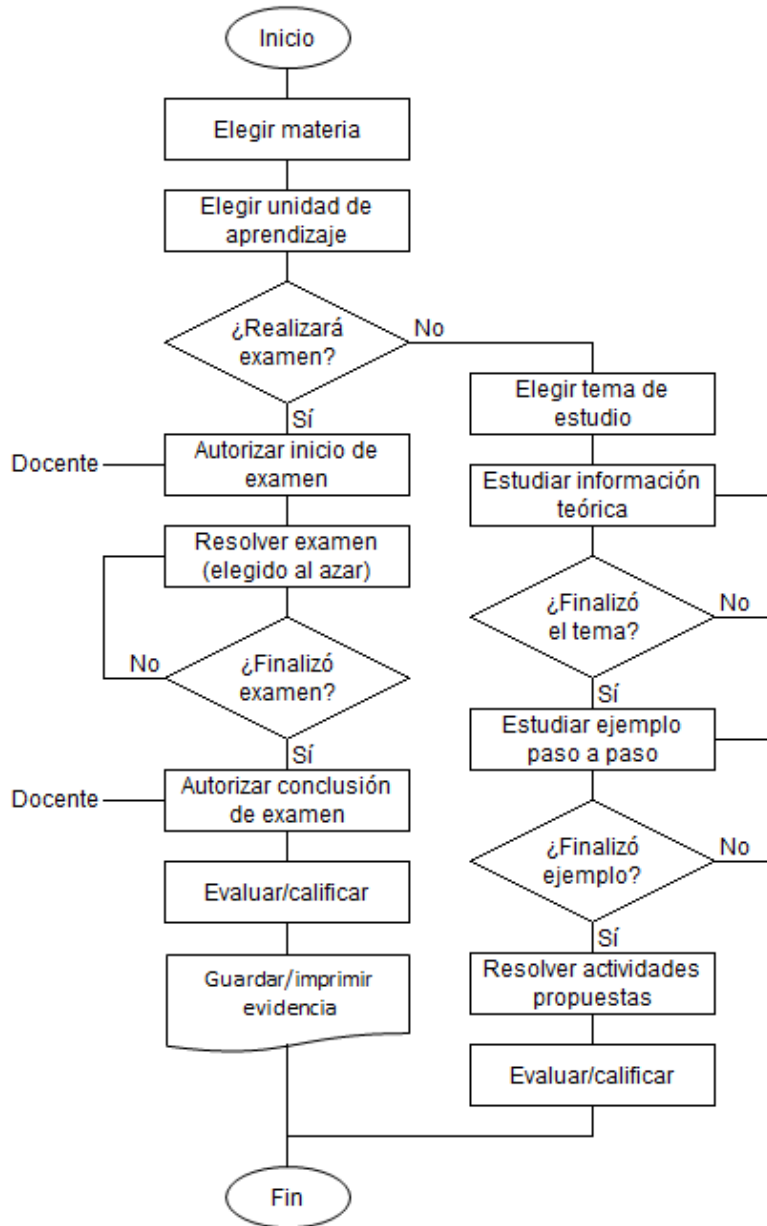 Inicio
Elegir materia
Elegir unidad de
aprendizaje
¿Realizará
examen?
No
Sí
Docente
Autorizar inicio de
examen
Resolver examen
(elegido al azar)
No
¿Finalizó
examen?
Sí
Docente
Autorizar conclusión
de examen
Evaluar/calificar
Guardar/imprimir
evidencia
Elegir tema de
estudio
Estudiar información
teórica
¿Finalizó
el tema?
No
Sí
Estudiar ejemplo
paso a paso
¿Finalizó
ejemplo?
No
Sí
Resolver actividades
propuestas
Evaluar/calificar
Fin